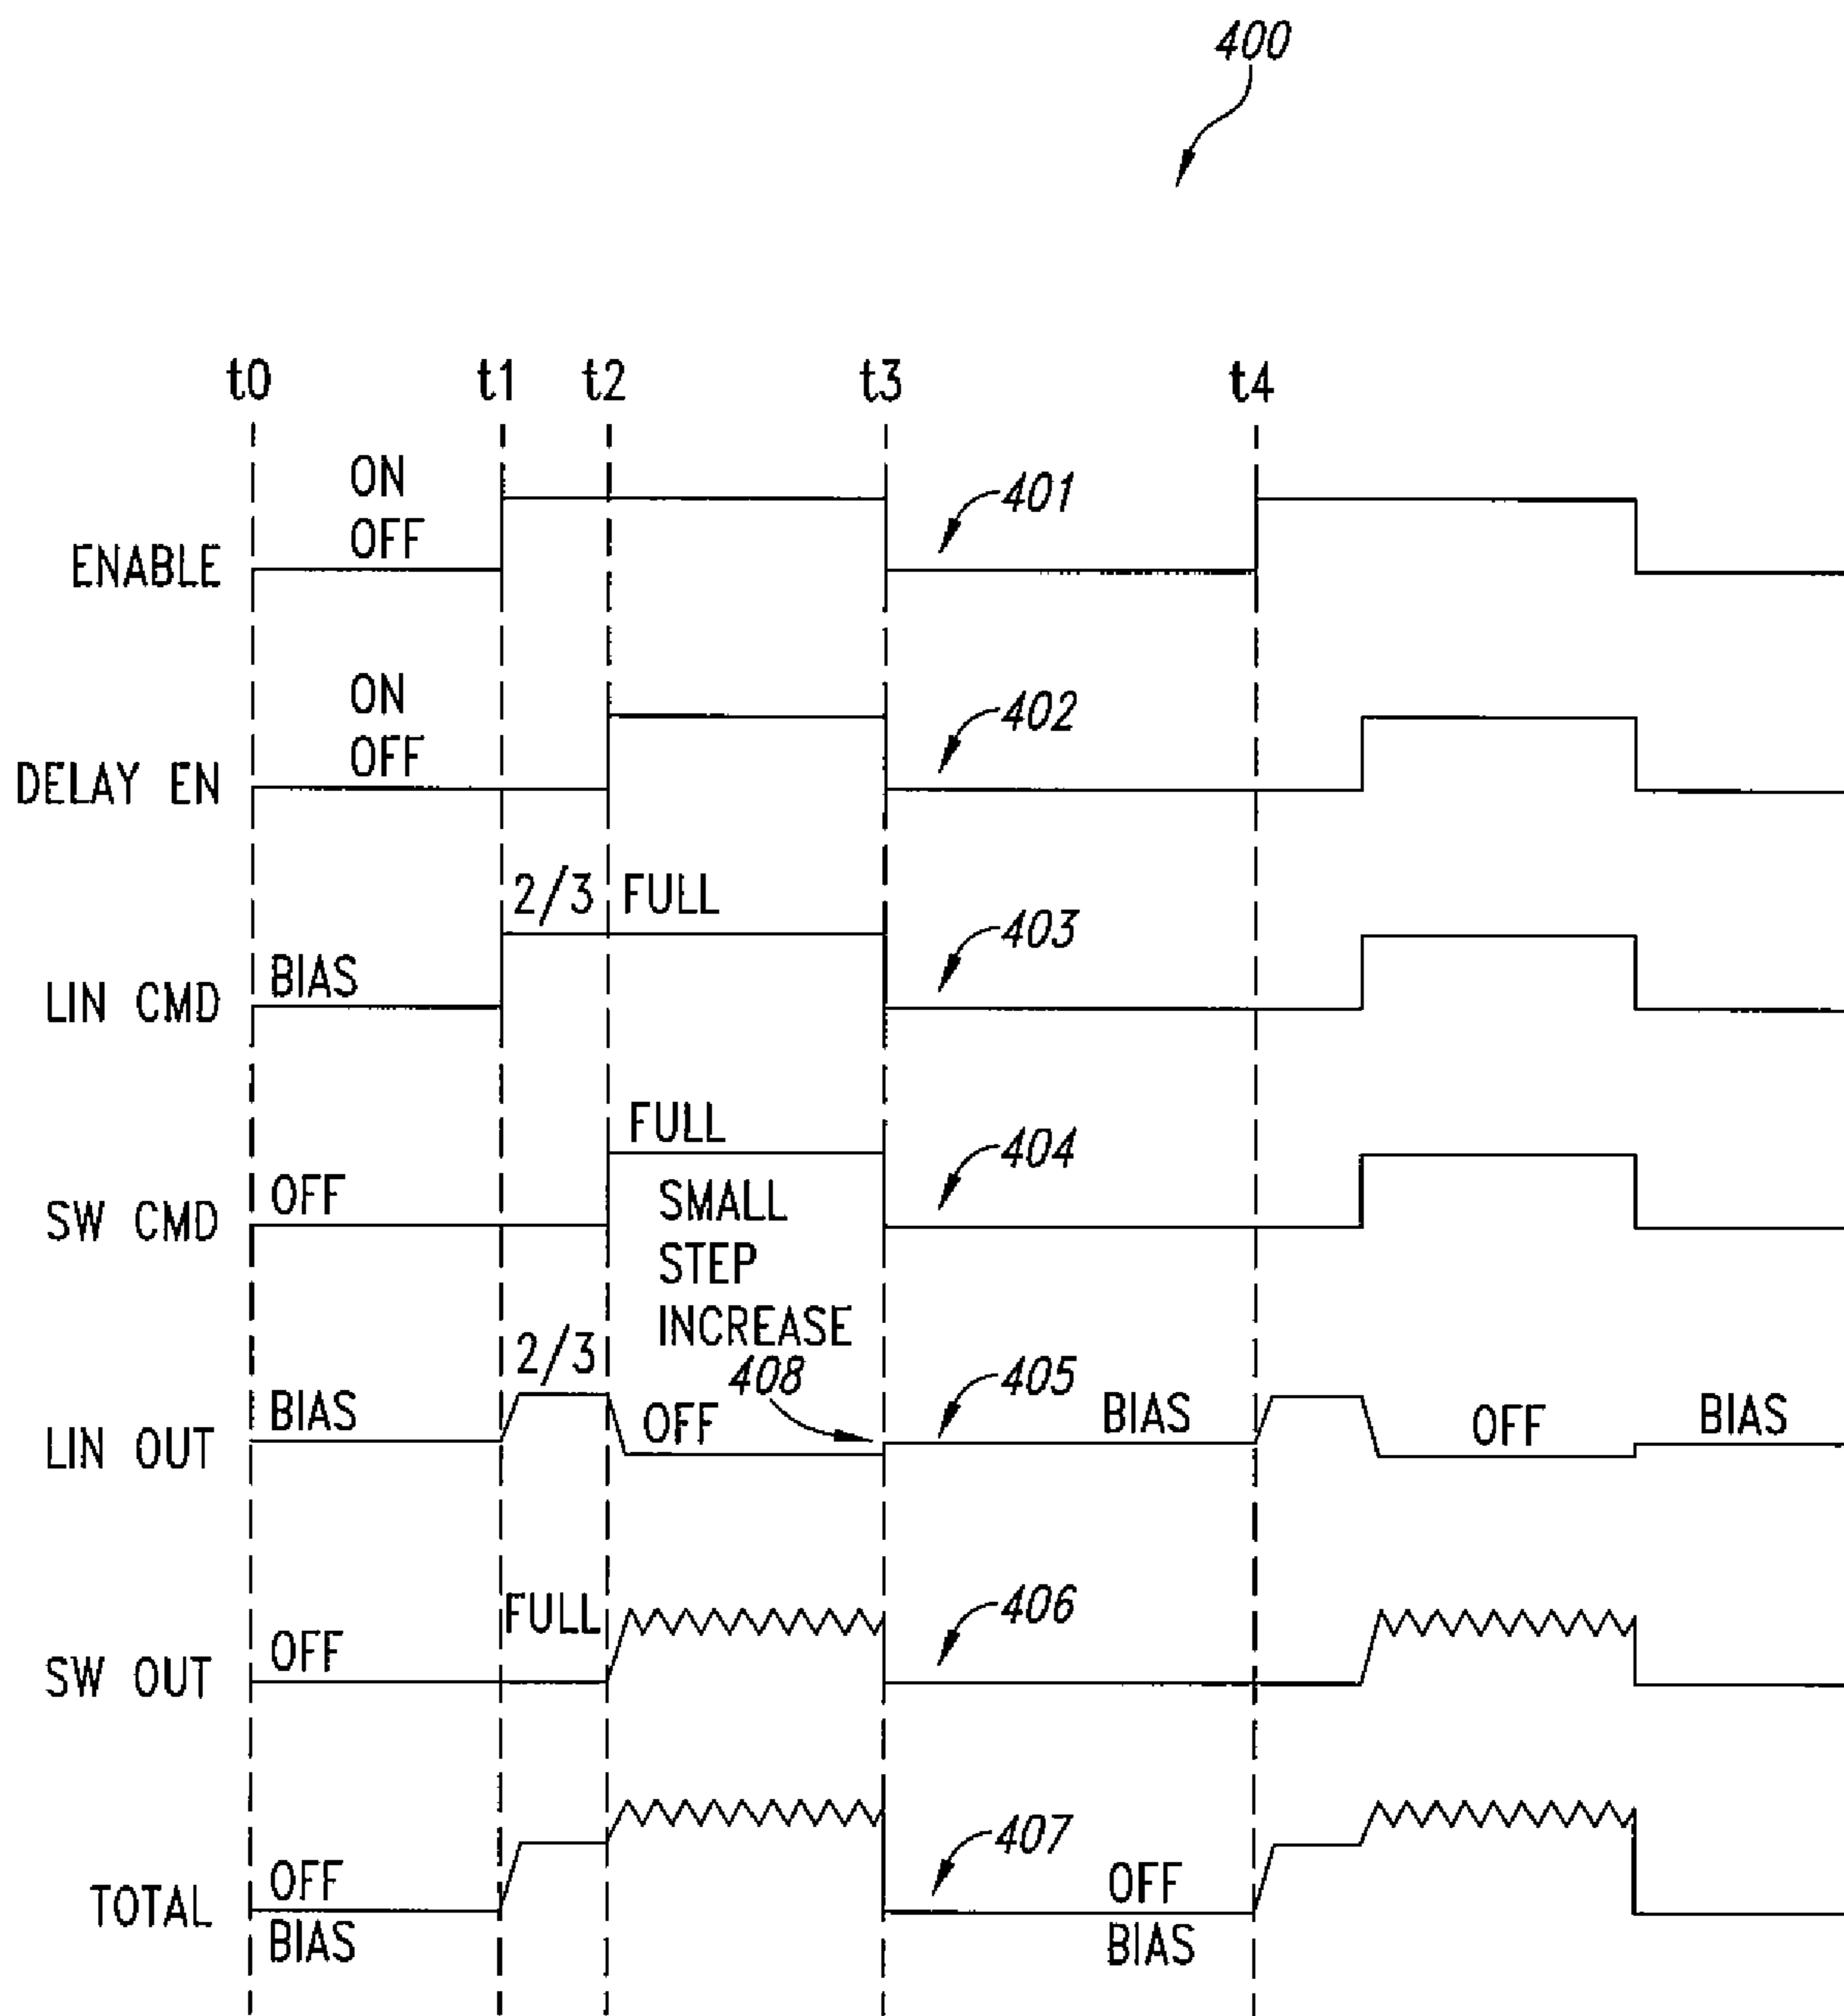 400
t0 t1 t2 t3 t4
ON
OFF
ENABLE
401
ON
OFF
DELAY EN
402
2/3 FULL
BIAS
LIN CMD
403
FULL
OFF
SW CMD
404
SMALL
STEP
INCREASE
2/3
408
405
BIAS
OFF
BIAS
OFF
BIAS
LIN OUT
FULL
OFF
SW OUT
406
407
OFF
BIAS
TOTAL
OFF
BIAS